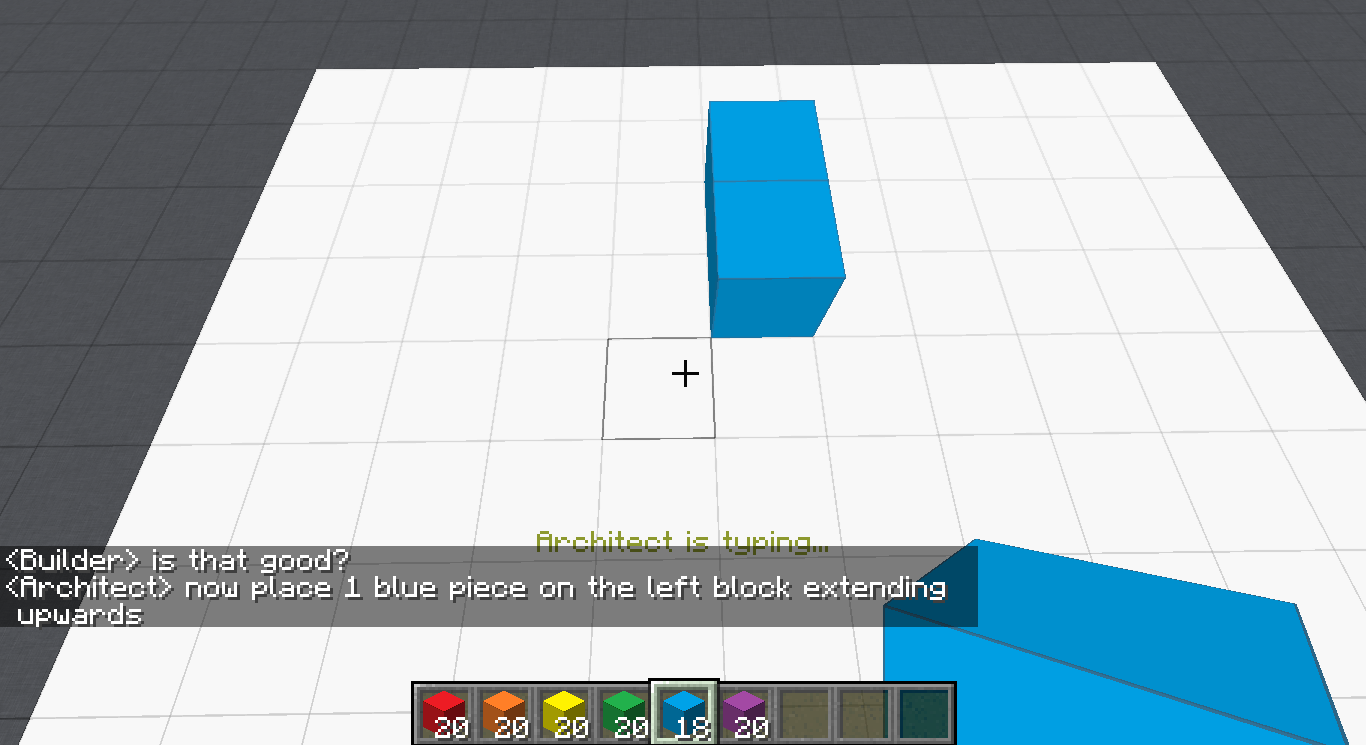 Architect is typing...
<Builder> is that good?
<Architect> now place 1 blue piece on the left block extending
upwards
20 20 20 20 18 20